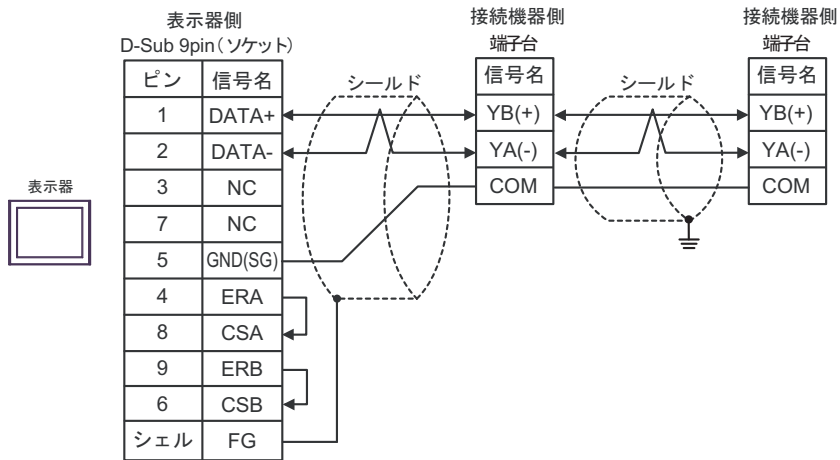 表示器側
D-Sub 9pin(ソケット)
接続機器側
端子台
接続機器側
端子台
ピン 信号名
シールド
信号名
シールド
信号名
1 DATA+
YB(+)
YB(+)
2 DATA-
YA(-)
YA(-)
表示器
3 NC
COM
COM
7 NC
5 GND(SG)
4 ERA
8 CSA
9 ERB
6 CSB
シェル FG